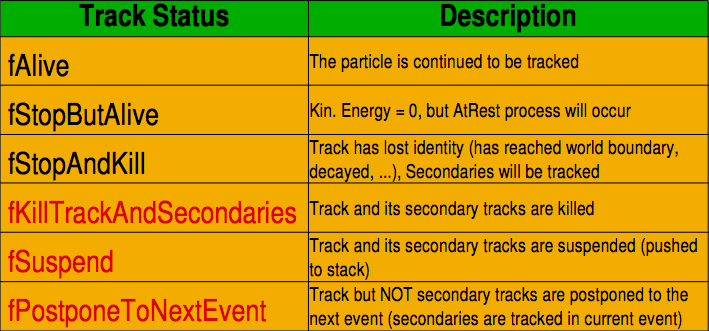 Track Status Description
fAlive The particle is continued to be tracked
fStopButAlive Kin. Energy = 0, but AtRest process will occur
fStopAndKill Track has lost identity (has reached world boundary,
decayed, ...), Secondaries will be tracked
fKillTrackAndSecondaries Track and its secondary tracks are killed
fSuspend Track and its secondary tracks are suspended (pushed
to stack)
fPostponeToNextEvent Track but NOT secondary tracks are postponed to the
next event (secondaries are tracked in current event)